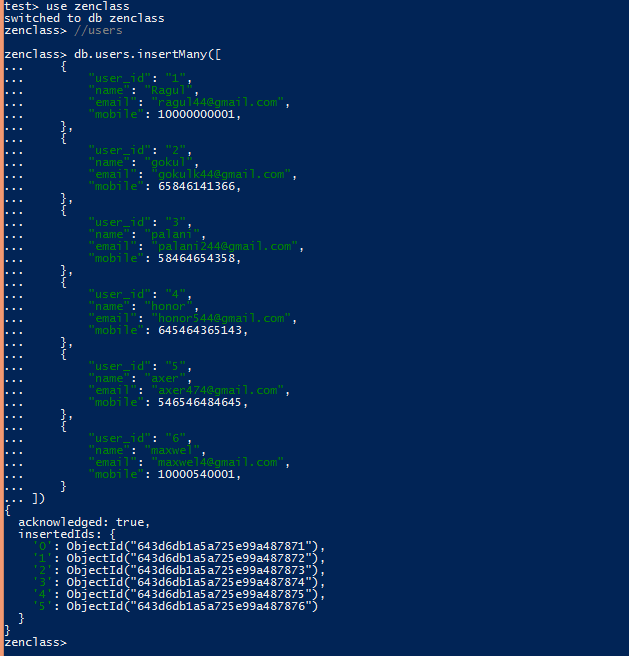 test> use zenclass
switched to db zenclass
zenclass> //users
zenclass> db.users.insertMany([
...     {
...         "user_id": "1",
...         "name": "Ragul",
...         "email": "ragul44@gmail.com",
...         "mobile": 10000000001,
...     },
...     {
...         "user_id": "2",
...         "name": "gokul",
...         "email": "gokulk44@gmail.com",
...         "mobile": 65846141366,
...     },
...     {
...         "user_id": "3",
...         "name": "palani",
...         "email": "palani244@gmail.com",
...         "mobile": 58464654358,
...     },
...     {
...         "user_id": "4",
...         "name": "honor",
...         "email": "honor544@gmail.com",
...         "mobile": 645464365143,
...     },
...     {
...         "user_id": "5",
...         "name": "axer",
...         "email": "axer474@gmail.com",
...         "mobile": 546546484645,
...     },
...     {
...         "user_id": "6",
...         "name": "maxwel",
...         "email": "maxwel4@gmail.com",
...         "mobile": 10000540001,
...     }
... ])
{
  acknowledged: true,
  insertedIds: {
    '0': ObjectId("643d6db1a5a725e99a487871"),
    '1': ObjectId("643d6db1a5a725e99a487872"),
    '2': ObjectId("643d6db1a5a725e99a487873"),
    '3': ObjectId("643d6db1a5a725e99a487874"),
    '4': ObjectId("643d6db1a5a725e99a487875"),
    '5': ObjectId("643d6db1a5a725e99a487876")
  }
}
zenclass>